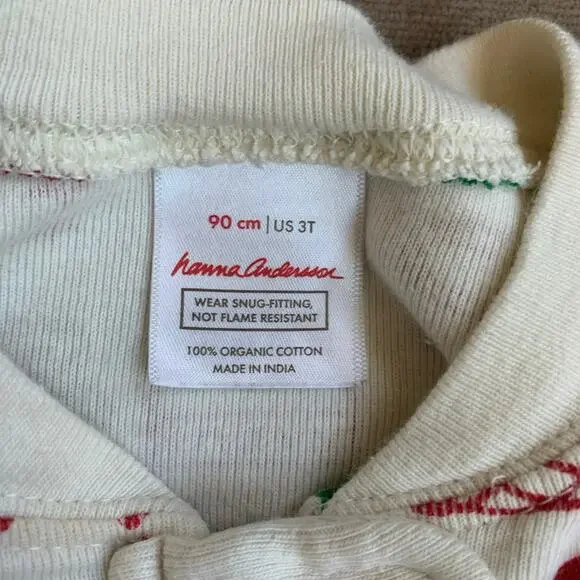 90 cm | US 3T
hanna andersson
WEAR SNUG-FITTING,
NOT FLAME RESISTANT
100% ORGANIC COTTON
MADE IN INDIA